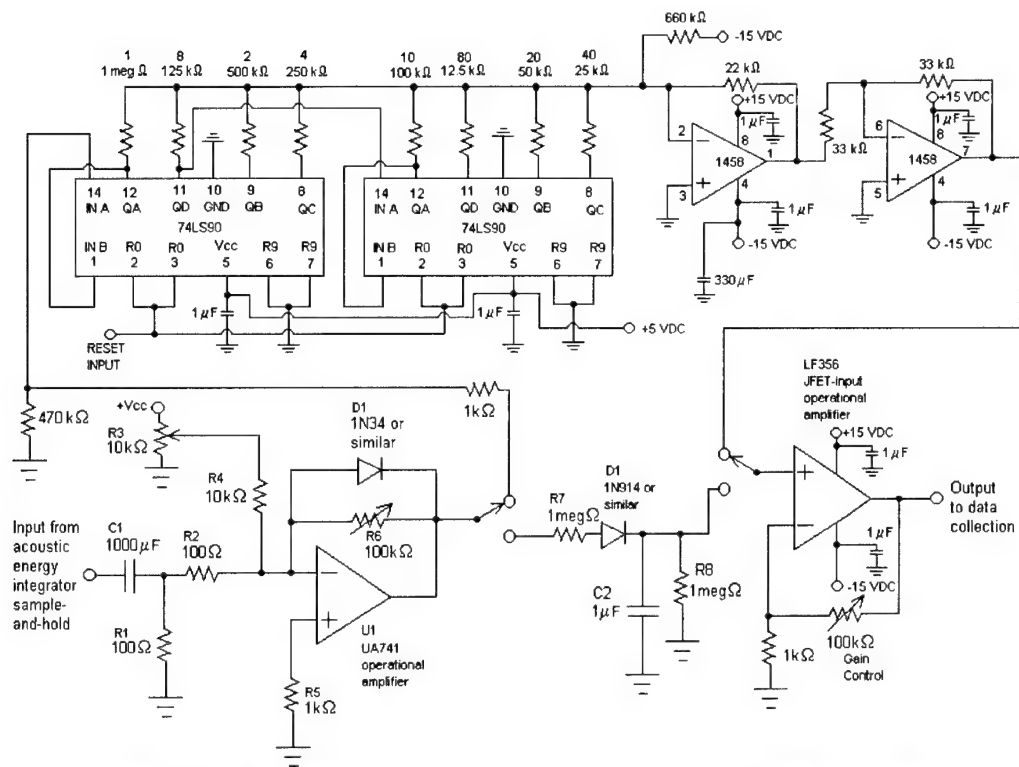 660 kΩ
-15 VDC
1
1 meg Ω
8
125 kΩ
2
500 kΩ
4
250 kΩ
10
100 kΩ
80
12.5 kΩ
20
50 kΩ
40
25 kΩ
22 kΩ
+15 VDC
1 µF
2
8
1
1458
3
4
1 µF
-15 VDC
330 µF
33 kΩ
33 kΩ
+15 VDC
1 µF
6
8
7
1458
5
4
1 µF
-15 VDC
14 12 11 10 9 8
IN A QA QD GND QB QC
74LS90
IN B R0 R0 Vcc R9 R9
1 2 3 5 6 7
14 12 11 10 9 8
IN A QA QD GND QB QC
74LS90
IN B R0 R0 Vcc R9 R9
1 2 3 5 6 7
1 µF
1 µF
RESET
INPUT
+5 VDC
470 kΩ
+Vcc
R3
10kΩ
R4
10kΩ
D1
1N34 or
similar
1kΩ
R6
100kΩ
Input from
acoustic
energy
integrator
sample-
and-hold
C1
1000µF
R2
100Ω
R1
100Ω
R5
1kΩ
U1
UA741
operational
amplifier
R7
1megΩ
D1
1N914 or
similar
C2
1µF
R8
1megΩ
LF356
JFET-input
operational
amplifier
+15 VDC
1 µF
1 µF
-15 VDC
Output
to data
collection
1kΩ
100kΩ
Gain
Control